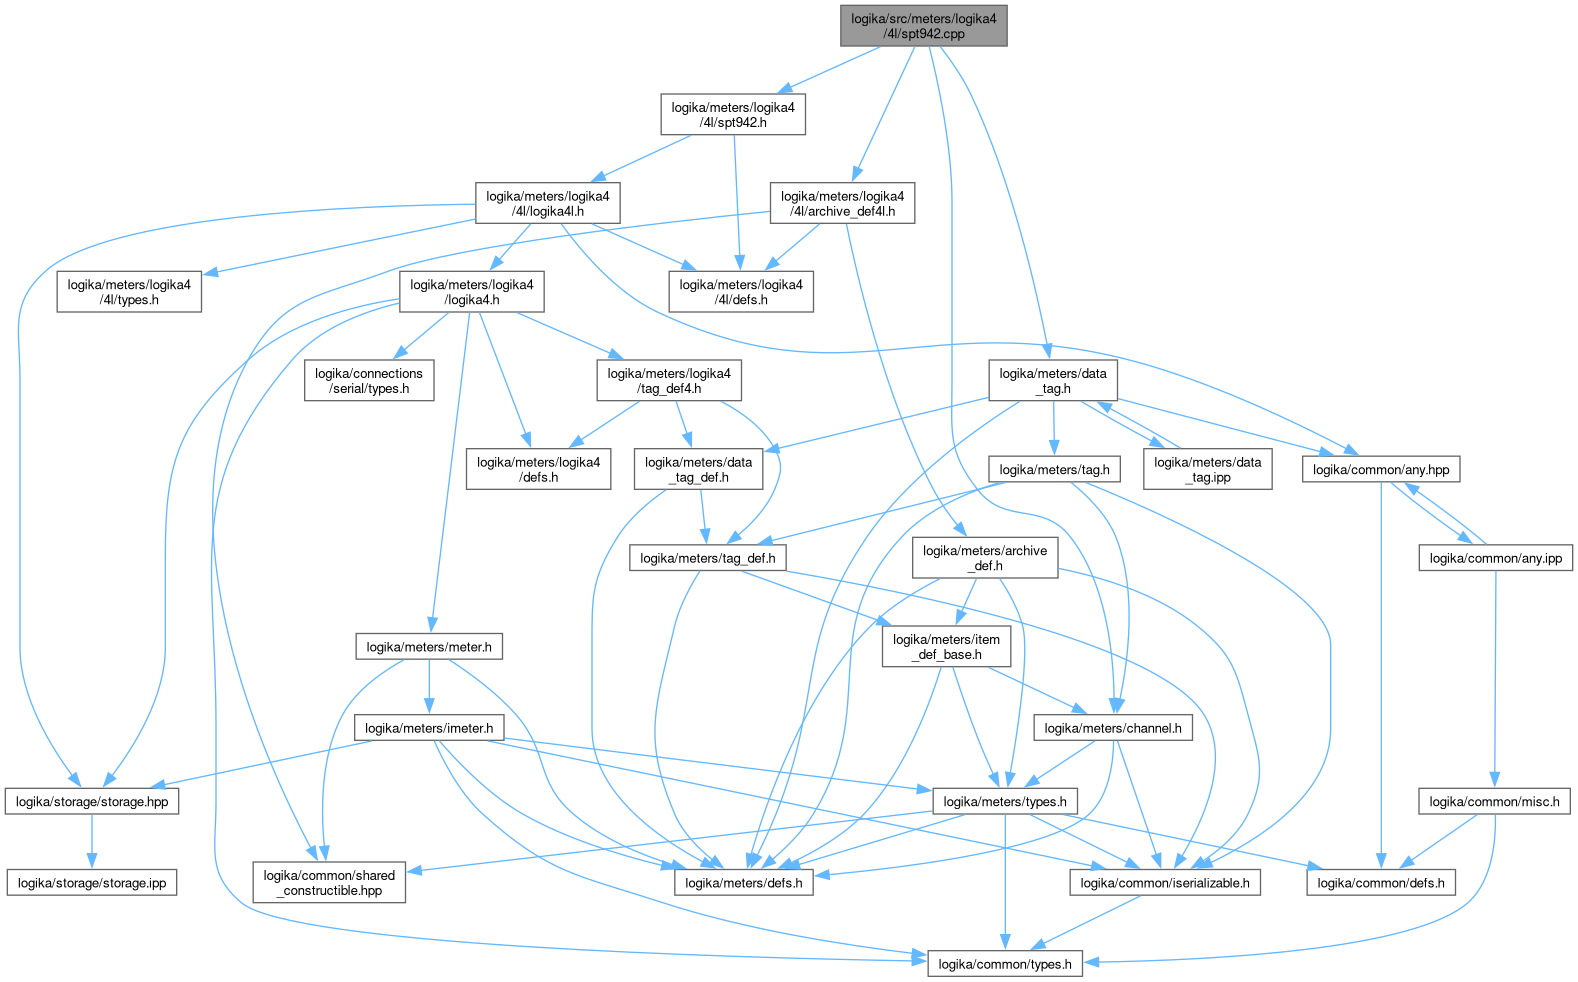 logika/src/meters/logika4
/4l/spt942.cpp
logika/meters/logika4
/4l/spt942.h
logika/meters/logika4
/4l/logika4l.h
logika/meters/logika4
/4l/archive_def4l.h
logika/meters/logika4
/4l/types.h
logika/meters/logika4
/logika4.h
logika/meters/logika4
/4l/defs.h
logika/connections
/serial/types.h
logika/meters/logika4
/tag_def4.h
logika/meters/data
_tag.h
logika/meters/logika4
/defs.h
logika/meters/data
_tag_def.h
logika/meters/tag.h
logika/meters/data
_tag.ipp
logika/common/any.hpp
logika/meters/tag_def.h
logika/meters/archive
_def.h
logika/common/any.ipp
logika/meters/meter.h
logika/meters/item
_def_base.h
logika/meters/imeter.h
logika/meters/channel.h
logika/storage/storage.hpp
logika/meters/types.h
logika/common/misc.h
logika/storage/storage.ipp
logika/common/shared
_constructible.hpp
logika/meters/defs.h
logika/common/iserializable.h
logika/common/defs.h
logika/common/types.h